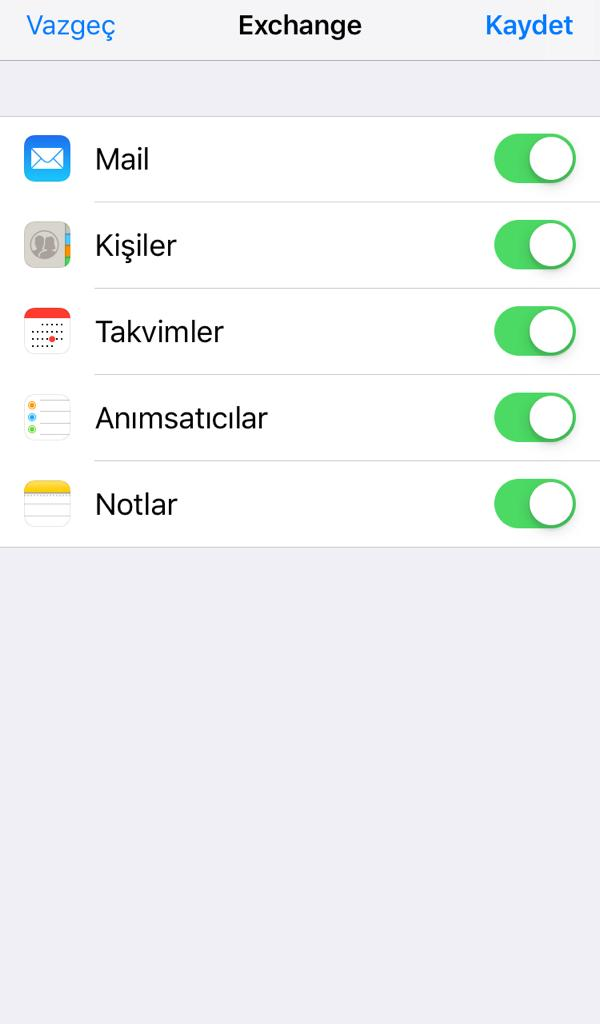 Vazgeç Exchange Kaydet
Mail
Kişiler
Takvimler
Anımsatıcılar
Notlar